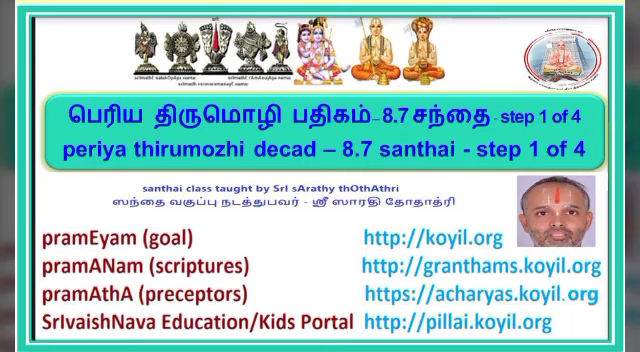 பெரிய திருமொழி பதிகம்– 8.7 சந்தை - step 1 of 4
periya thirumozhi decad – 8.7 santhai - step 1 of 4
santhai class taught by SrI sArathy thOthAthri
ஸந்தை வகுப்பு நடத்துபவர் - ஸ்ரீ ஸாரதி தோதாத்ரி
pramEyam (goal) http://koyil.org
pramANam (scriptures) http://granthams.koyil.org
pramAthA (preceptors) https://acharyas.koyil.org
SrIvaishNava Education/Kids Portal http://pillai.koyil.org